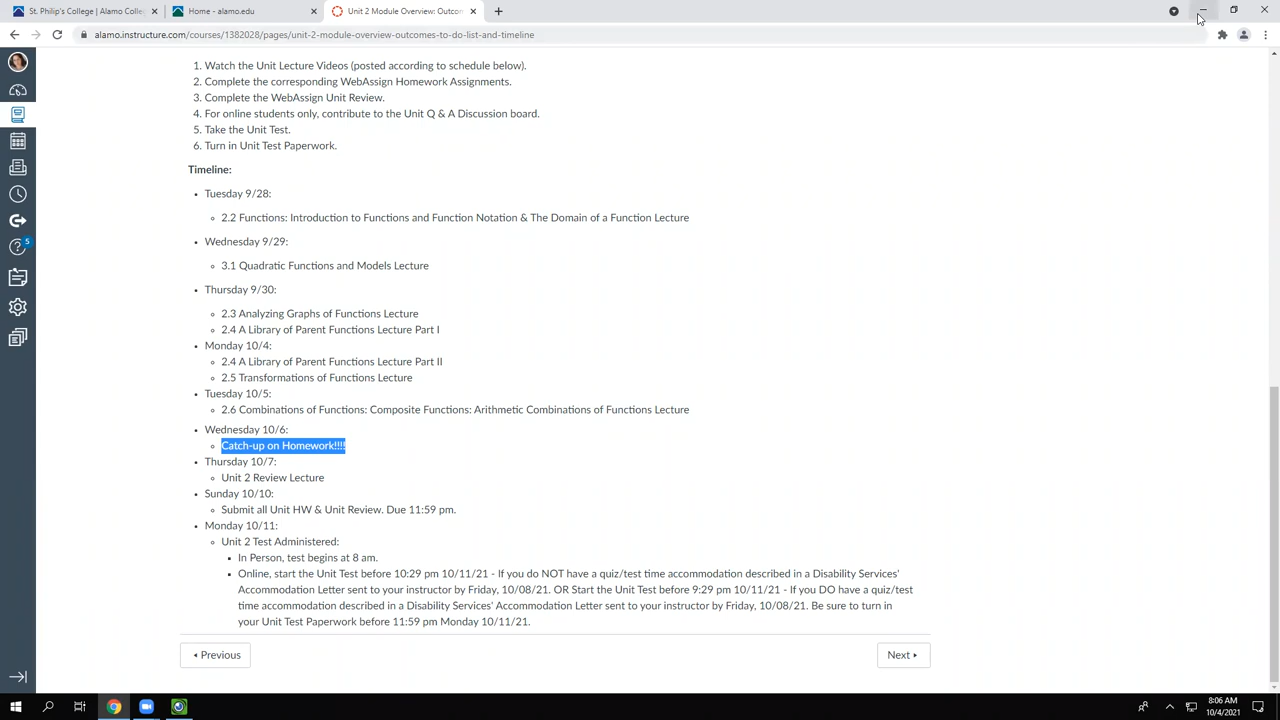 St. Philip's College | Alamo Colle
Home - alamo.edu
Unit 2 Module Overview: Outcom
alamo.instructure.com/courses/1382028/pages/unit-2-module-overview-outcomes-to-do-list-and-timeline
1. Watch the Unit Lecture Videos (posted according to schedule below).
2. Complete the corresponding WebAssign Homework Assignments.
3. Complete the WebAssign Unit Review.
4. For online students only, contribute to the Unit Q & A Discussion board.
5. Take the Unit Test.
6. Turn in Unit Test Paperwork.
Timeline:
Tuesday 9/28:
2.2 Functions: Introduction to Functions and Function Notation & The Domain of a Function Lecture
Wednesday 9/29:
3.1 Quadratic Functions and Models Lecture
Thursday 9/30:
2.3 Analyzing Graphs of Functions Lecture
2.4 A Library of Parent Functions Lecture Part I
Monday 10/4:
2.4 A Library of Parent Functions Lecture Part II
2.5 Transformations of Functions Lecture
Tuesday 10/5:
2.6 Combinations of Functions: Composite Functions: Arithmetic Combinations of Functions Lecture
Wednesday 10/6:
Catch-up on Homework!!!!
Thursday 10/7:
Unit 2 Review Lecture
Sunday 10/10:
Submit all Unit HW & Unit Review. Due 11:59 pm.
Monday 10/11:
Unit 2 Test Administered:
In Person, test begins at 8 am.
Online, start the Unit Test before 10:29 pm 10/11/21 - If you do NOT have a quiz/test time accommodation described in a Disability Services'
Accommodation Letter sent to your instructor by Friday, 10/08/21. OR Start the Unit Test before 9:29 pm 10/11/21 - If you DO have a quiz/test
time accommodation described in a Disability Services' Accommodation Letter sent to your instructor by Friday, 10/08/21. Be sure to turn in
your Unit Test Paperwork before 11:59 pm Monday 10/11/21.
Previous
Next
5
8:06 AM
10/4/2021